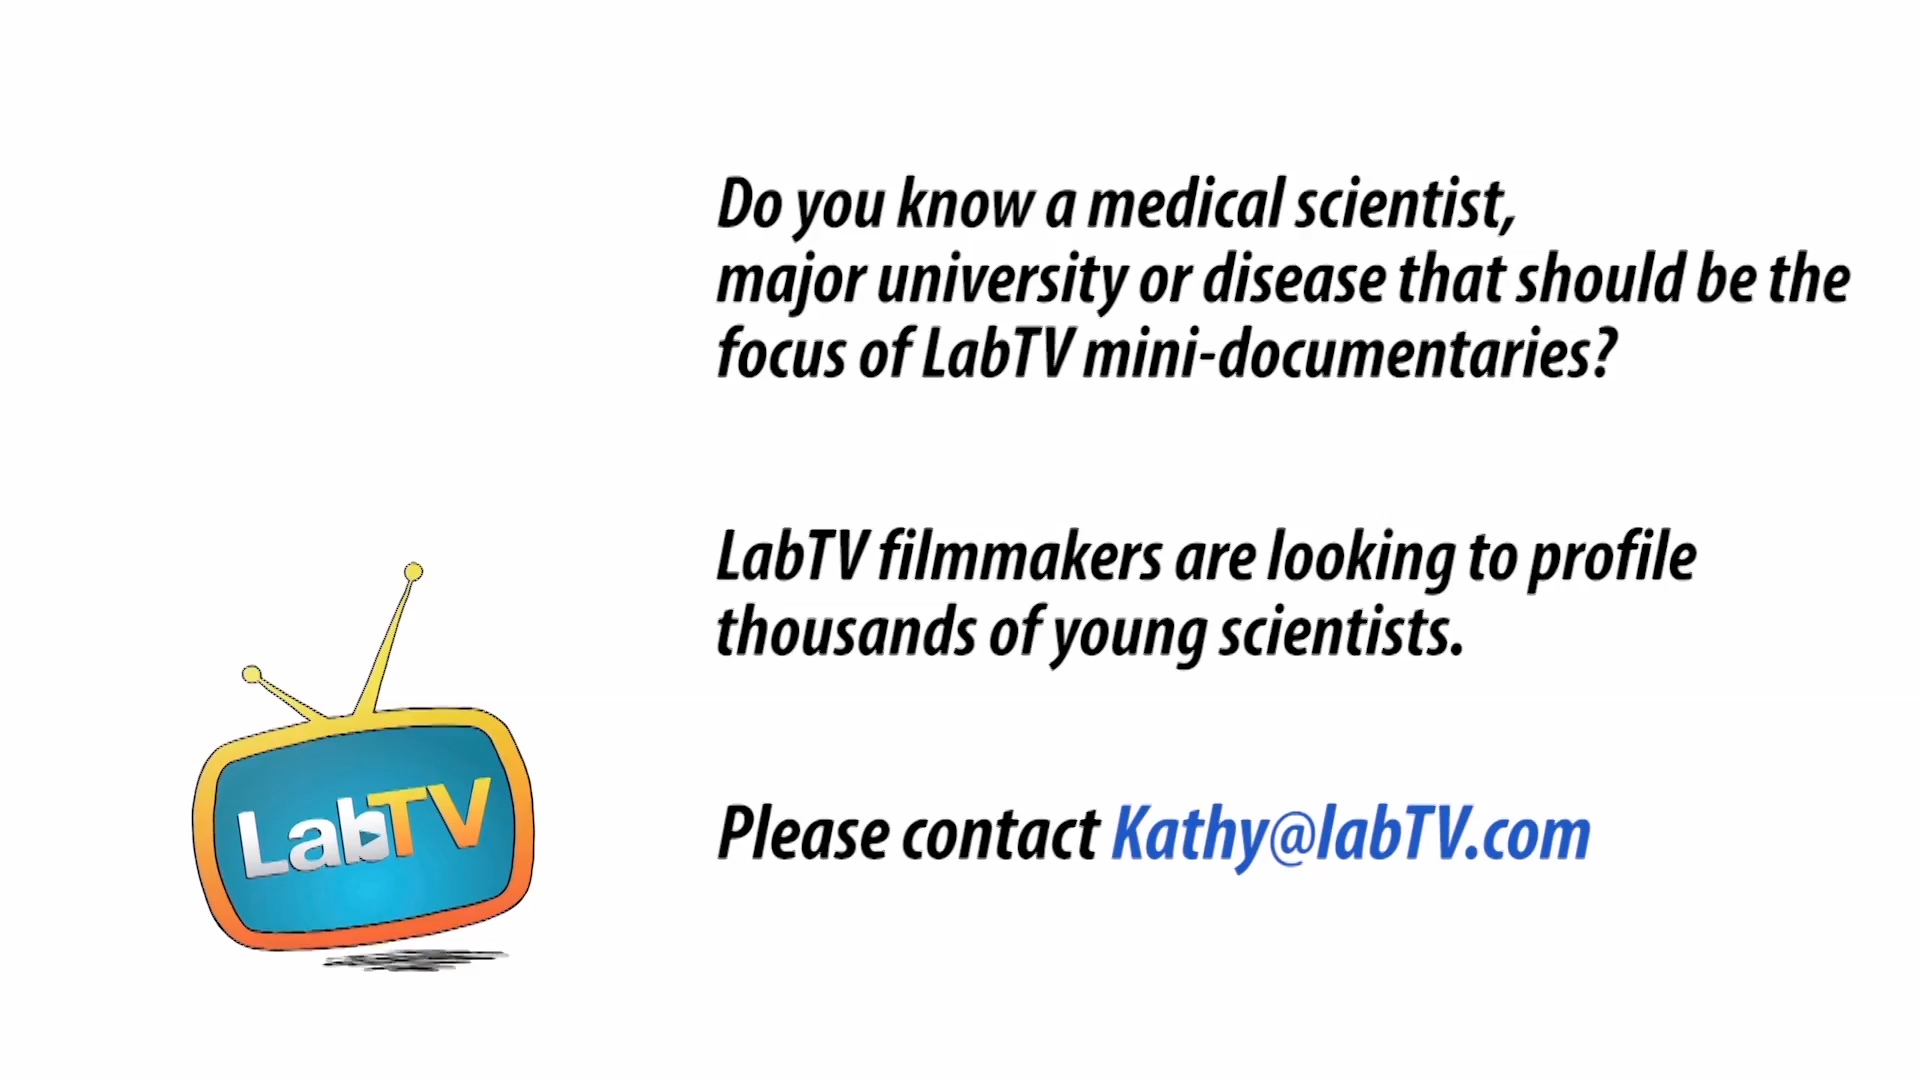 Do you know a medical scientist,
major university or disease that should be the
focus of LabTV mini-documentaries?
LabTV filmmakers are looking to profile
thousands of young scientists.
LabTV
Please contact Kathy@labTV.com